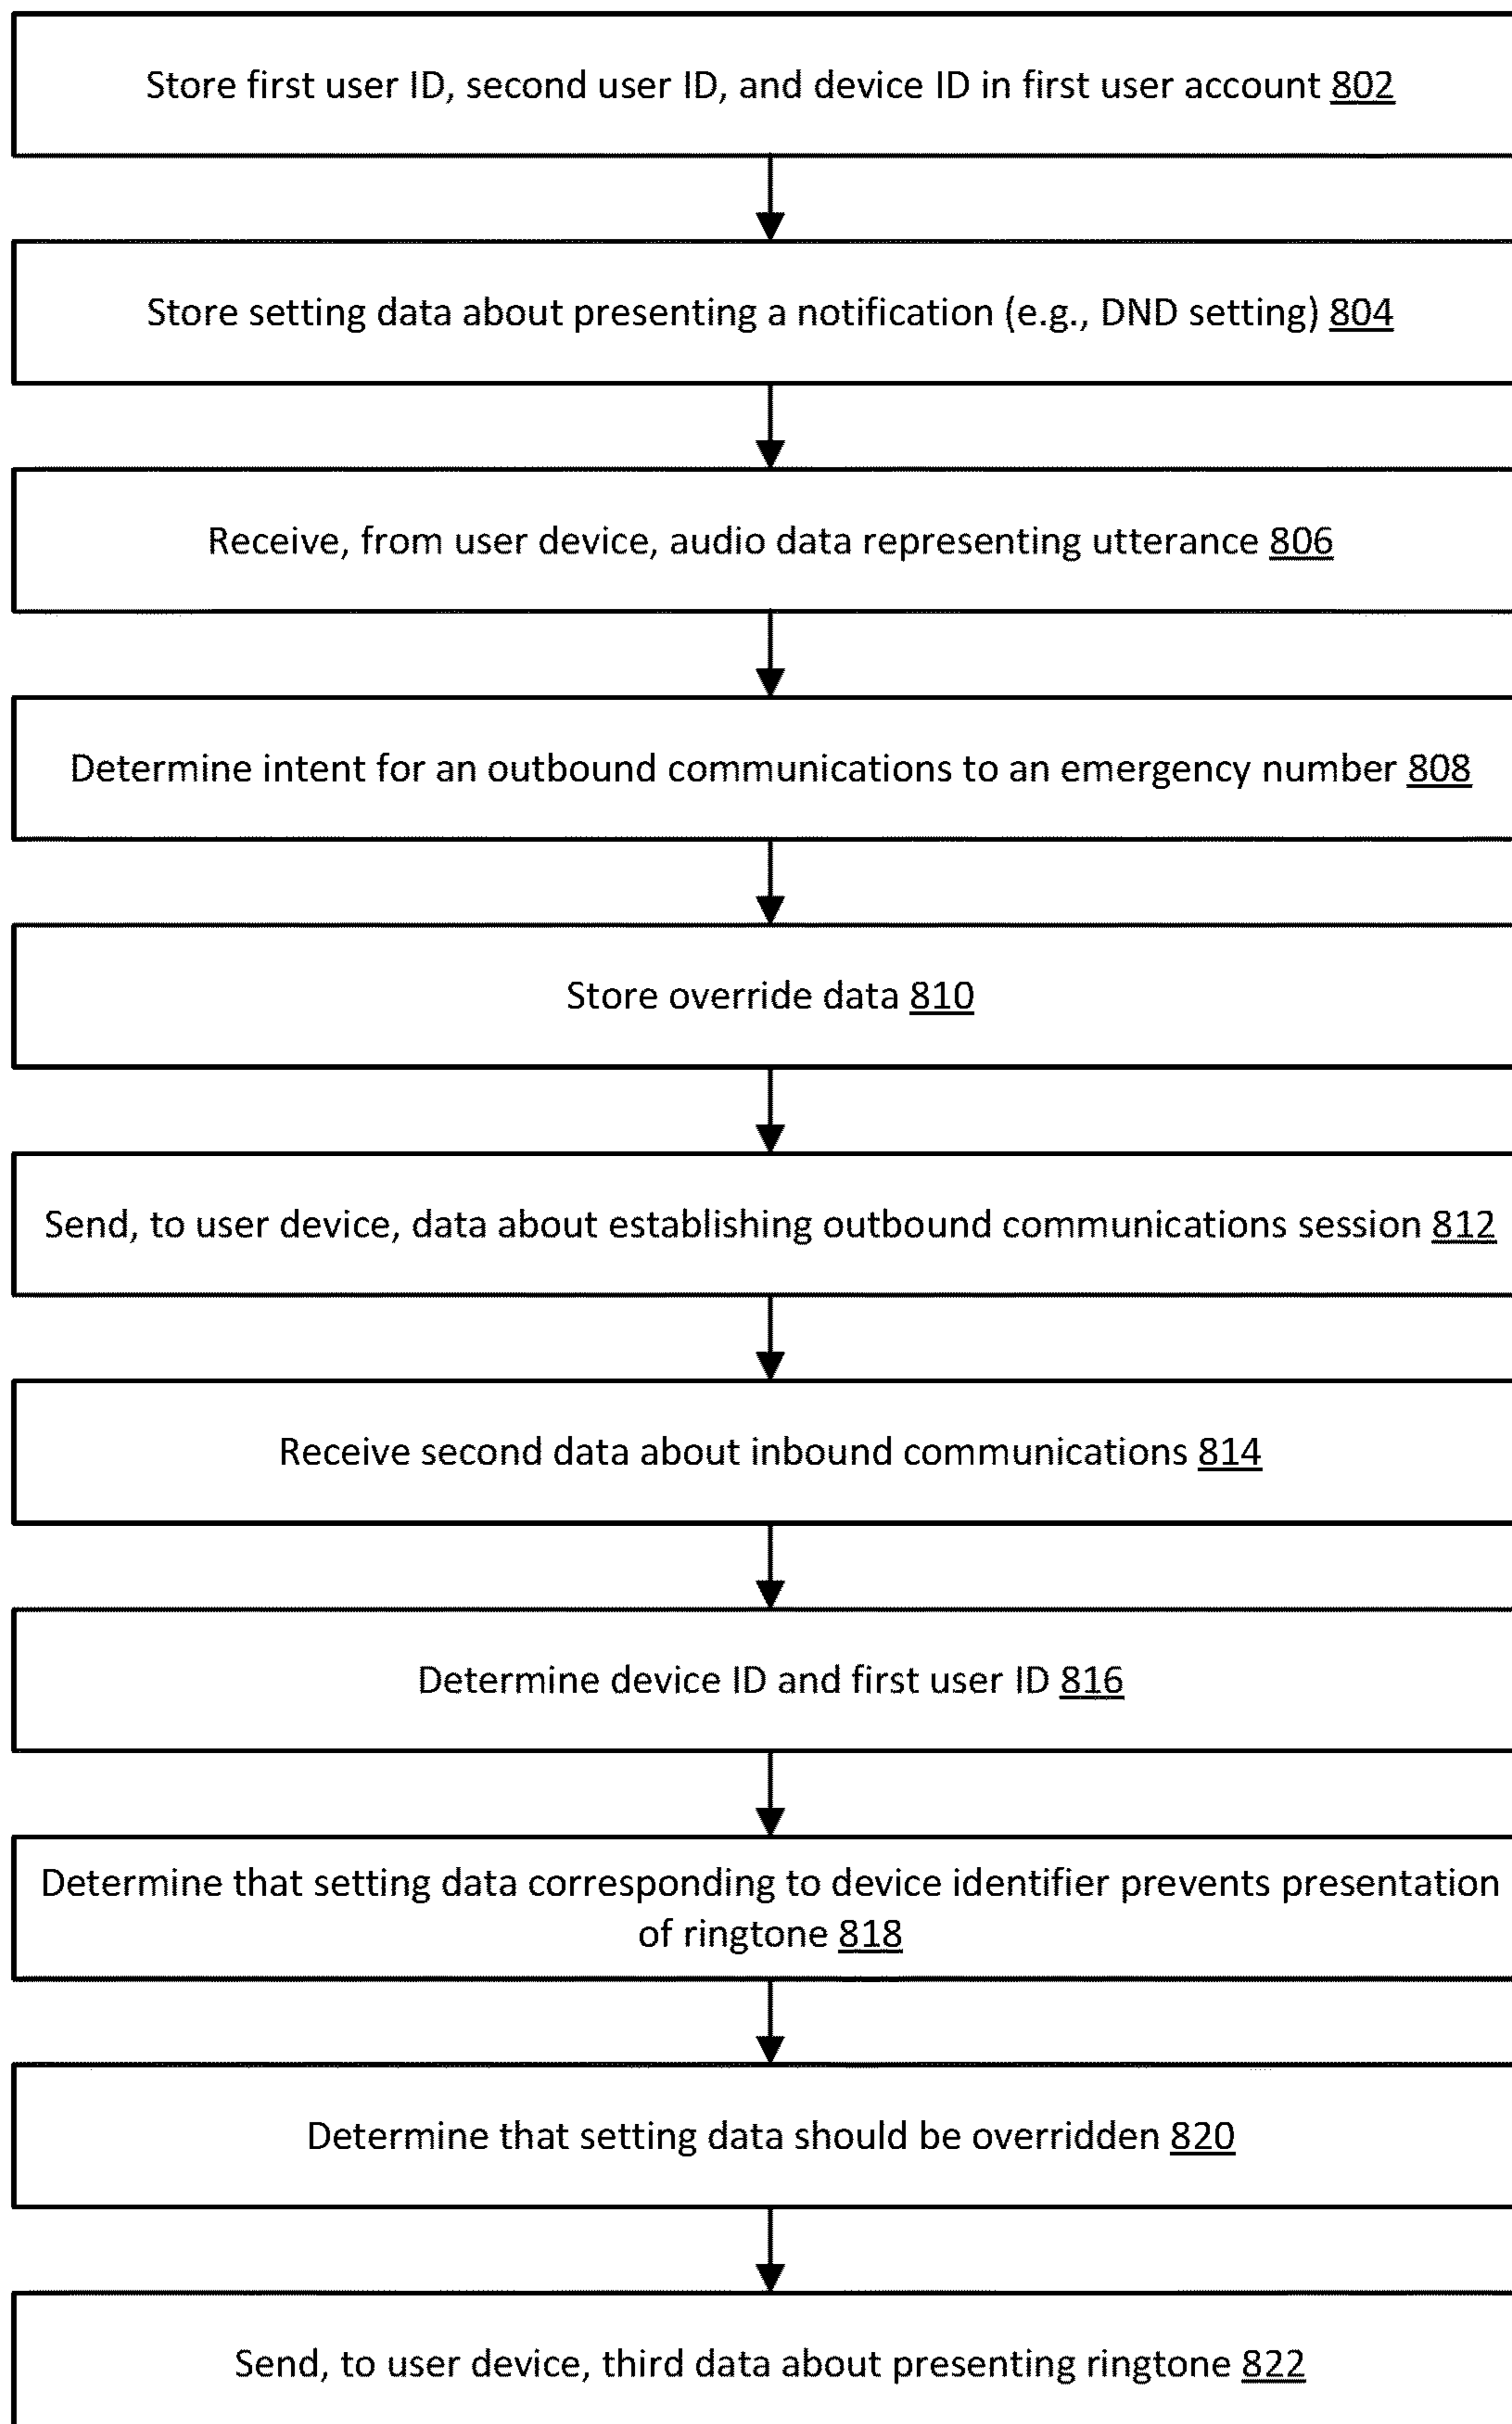 Store first user ID, second user ID, and device ID in first user account 802
Store setting data about presenting a notification (e.g., DND setting) 804
Receive, from user device, audio data representing utterance 806
Determine intent for an outbound communications to an emergency number 808
Store override data 810
Send, to user device, data about establishing outbound communications session 812
Receive second data about inbound communications 814
Determine device ID and first user ID 816
Determine that setting data corresponding to device identifier prevents presentation
of ringtone 818
Determine that setting data should be overridden 820
Send, to user device, third data about presenting ringtone 822